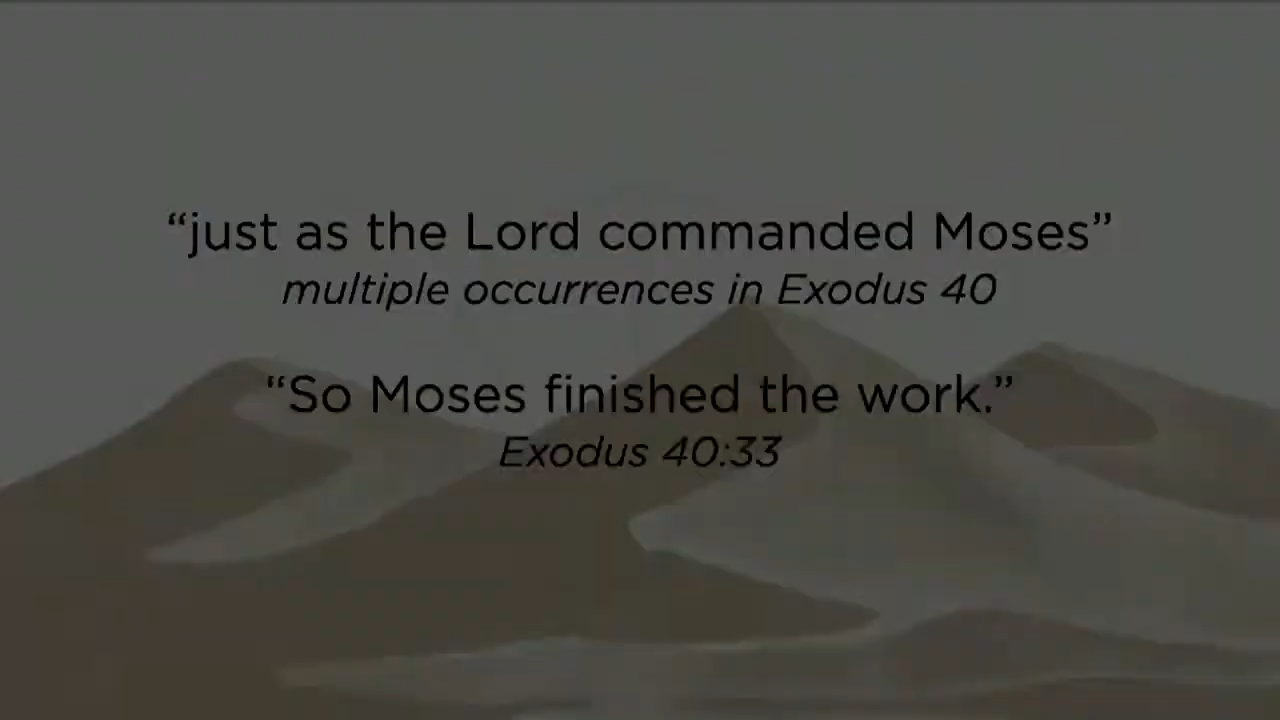 “just as the Lord commanded Moses”
multiple occurrences in Exodus 40
“So Moses finished the work.”
Exodus 40:33